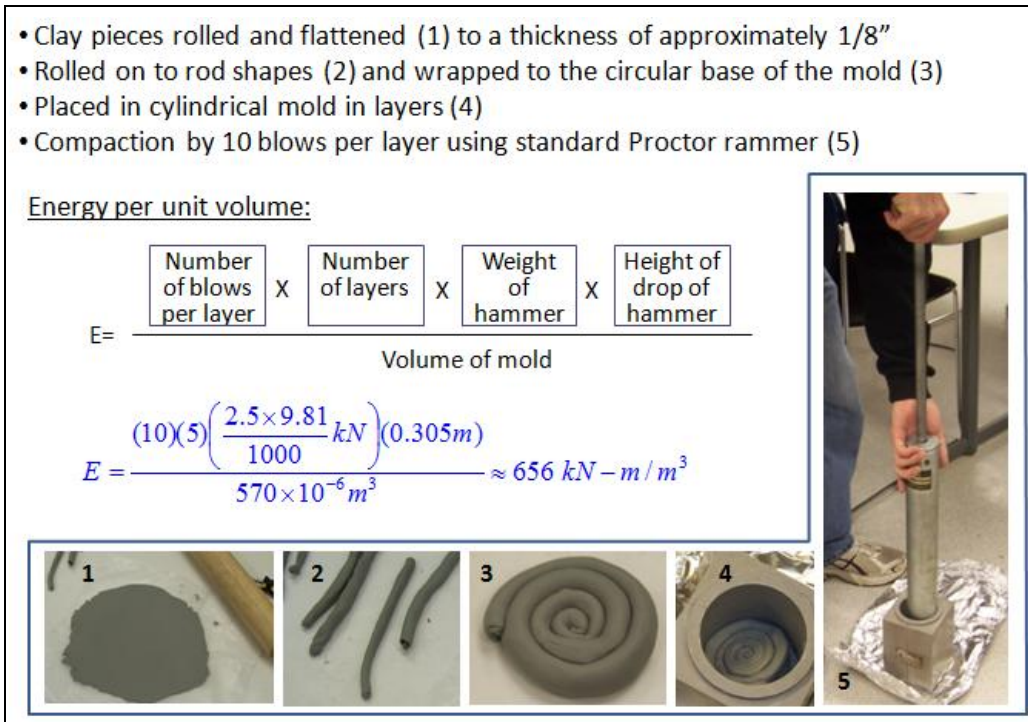 • Clay pieces rolled and flattened (1) to a thickness of approximately 1/8”
• Rolled on to rod shapes (2) and wrapped to the circular base of the mold (3)
• Placed in cylindrical mold in layers (4)
• Compaction by 10 blows per layer using standard Proctor rammer (5)
Energy per unit volume:
E= 
Number of blows per layer X Number of layers X Weight of hammer X Height of drop of hammer
Volume of mold
(10)(5)(2.5×9.81/1000 kN)(0.305m)
E = ≈ 656 kN – m / m³
570×10⁻⁶ m³
1
2
3
4
5